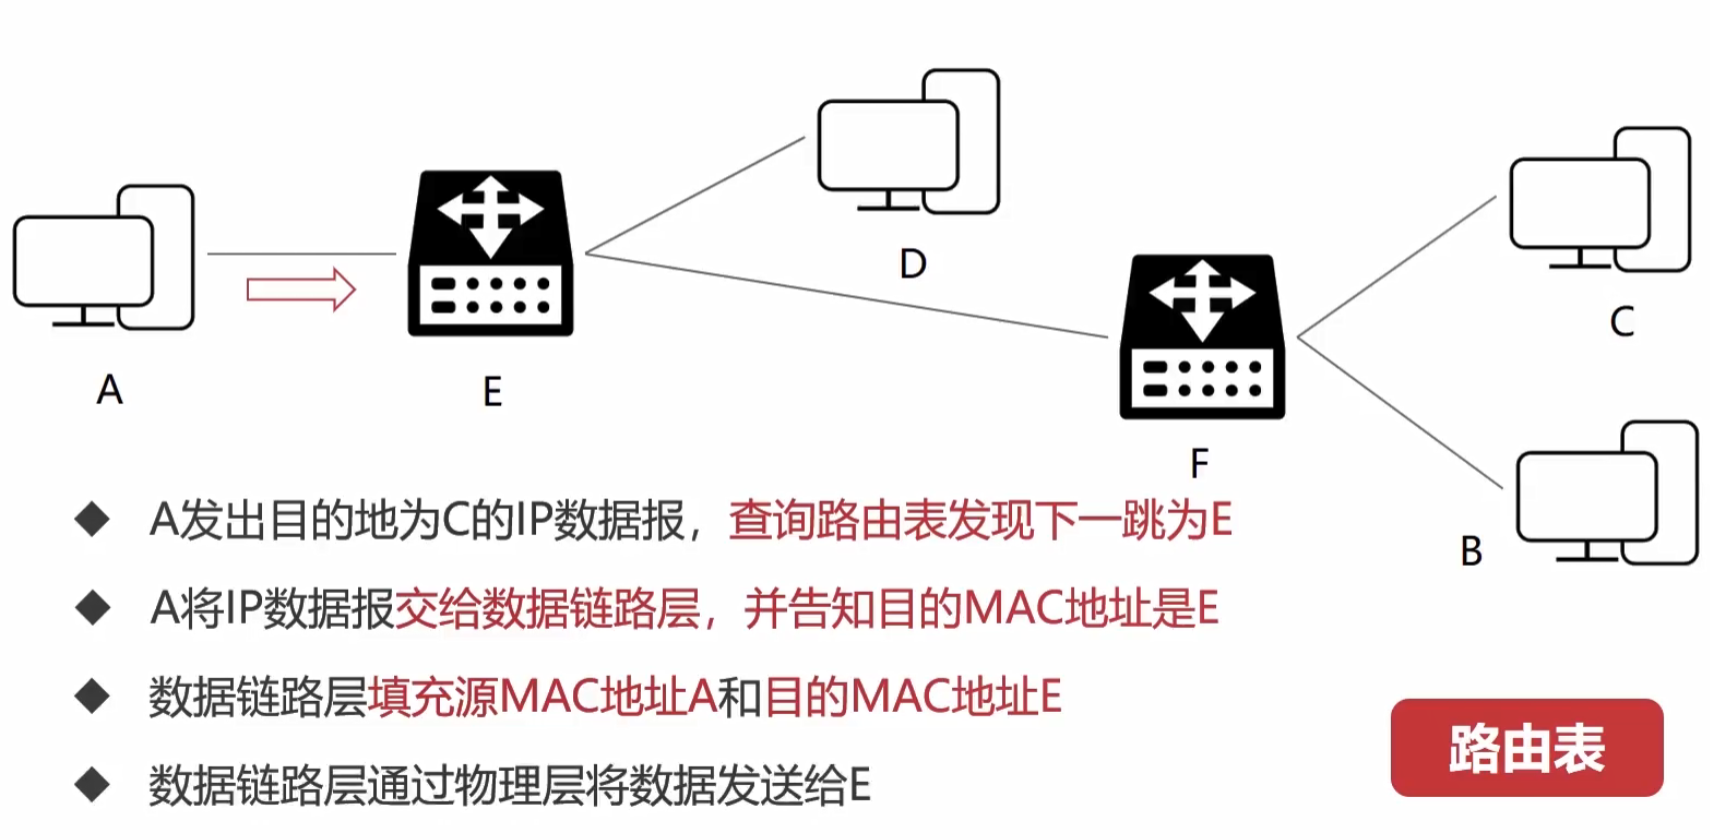 D
C
A
E
F
B
A发出目的地为C的IP数据报，查询路由表发现下一跳为E
A将IP数据报交给数据链路层，并告知目的MAC地址是E
数据链路层填充源MAC地址A和目的MAC地址E
数据链路层通过物理层将数据发送给E
路由表